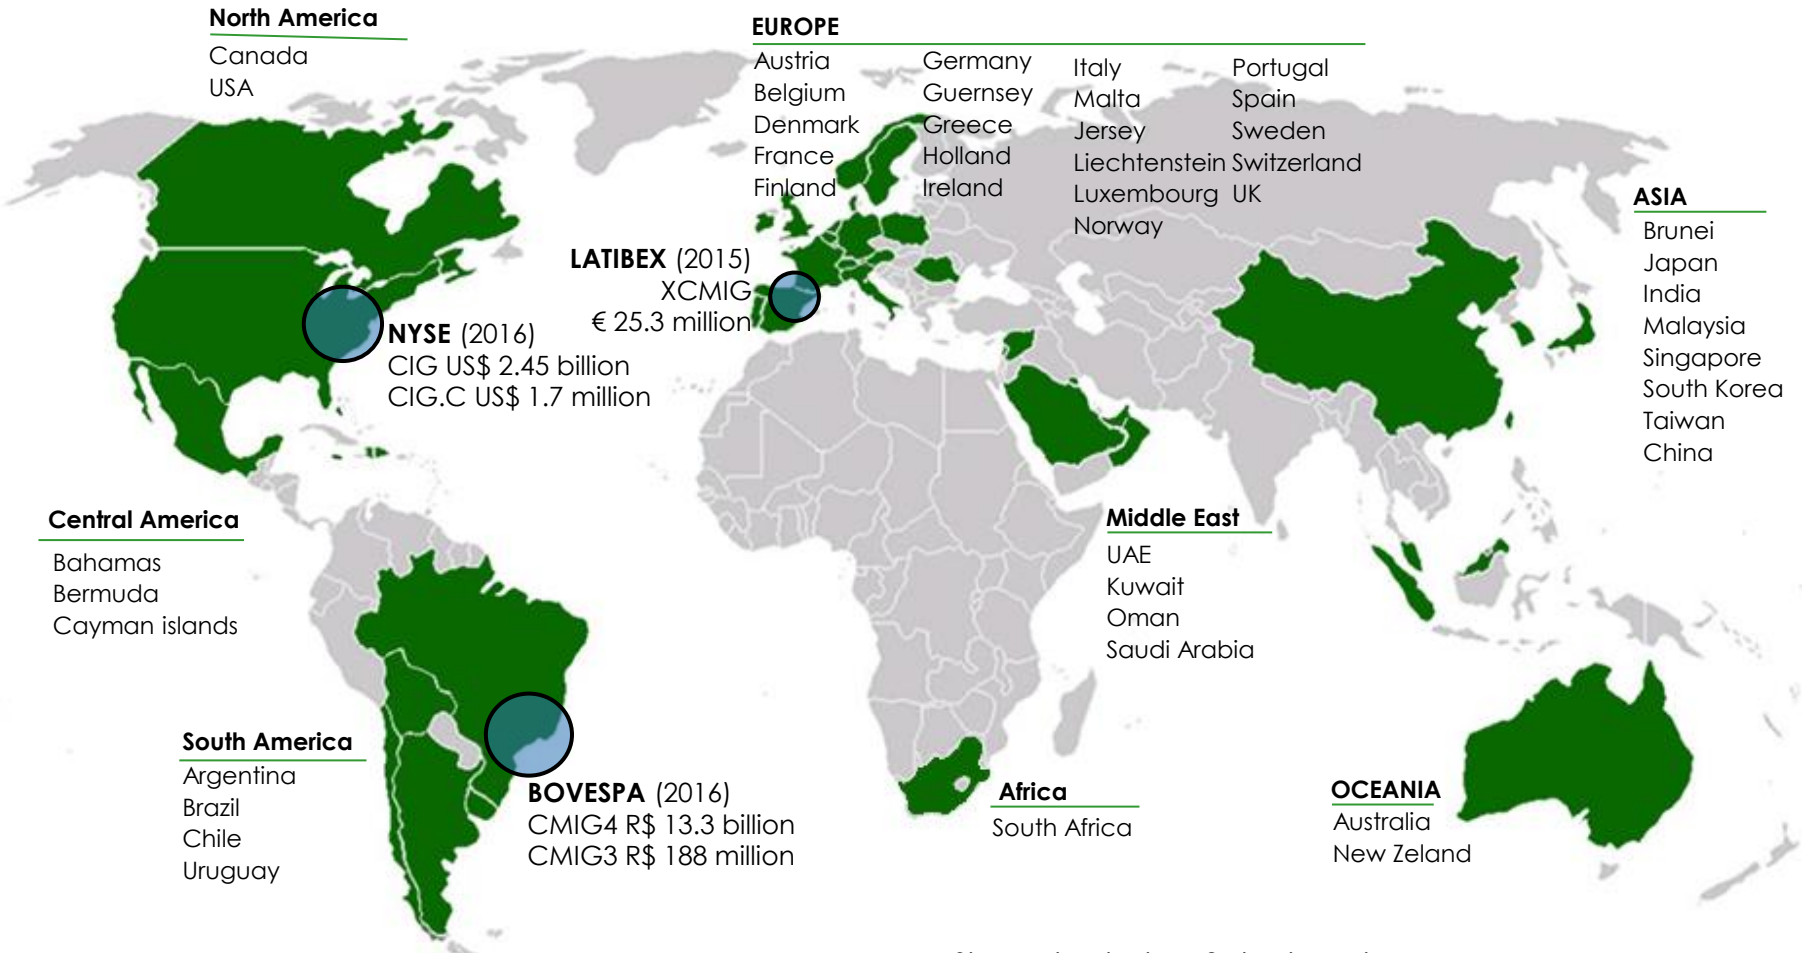 North America
Canada
USA
EUROPE
Austria
Belgium
Denmark
France
Finland
Germany
Guernsey
Greece
Holland
Ireland
Italy
Malta
Jersey
Liechtenstein
Luxembourg
Norway
Portugal
Spain
Sweden
Switzerland
UK
ASIA
Brunei
Japan
India
Malaysia
Singapore
South Korea
Taiwan
China
LATIBEX (2015)
XCMIG
€ 25.3 million
NYSE (2016)
CIG US$ 2.45 billion
CIG.C US$ 1.7 million
Central America
Bahamas
Bermuda
Cayman islands
Middle East
UAE
Kuwait
Oman
Saudi Arabia
South America
Argentina
Brazil
Chile
Uruguay
BOVESPA (2016)
CMIG4 R$ 13.3 billion
CMIG3 R$ 188 million
Africa
South Africa
OCEANIA
Australia
New Zeland